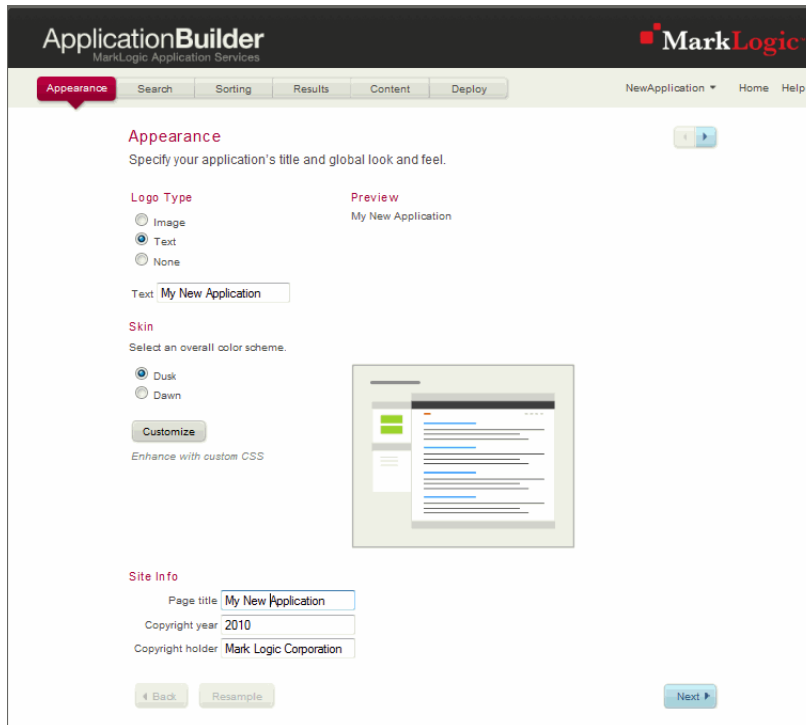 ApplicationBuilder
MarkLogic Application Services
MarkLogic
Appearance Search Sorting Results Content Deploy NewApplication Home Help
Appearance
Specify your application's title and global look and feel.
Logo Type
Preview
Image
My New Application
Text
None
Text My New Application
Skin
Select an overall color scheme.
Dusk
Dawn
Customize
Enhance with custom CSS
Site Info
Page title My New Application
Copyright year 2010
Copyright holder Mark Logic Corporation
Back Resample Next